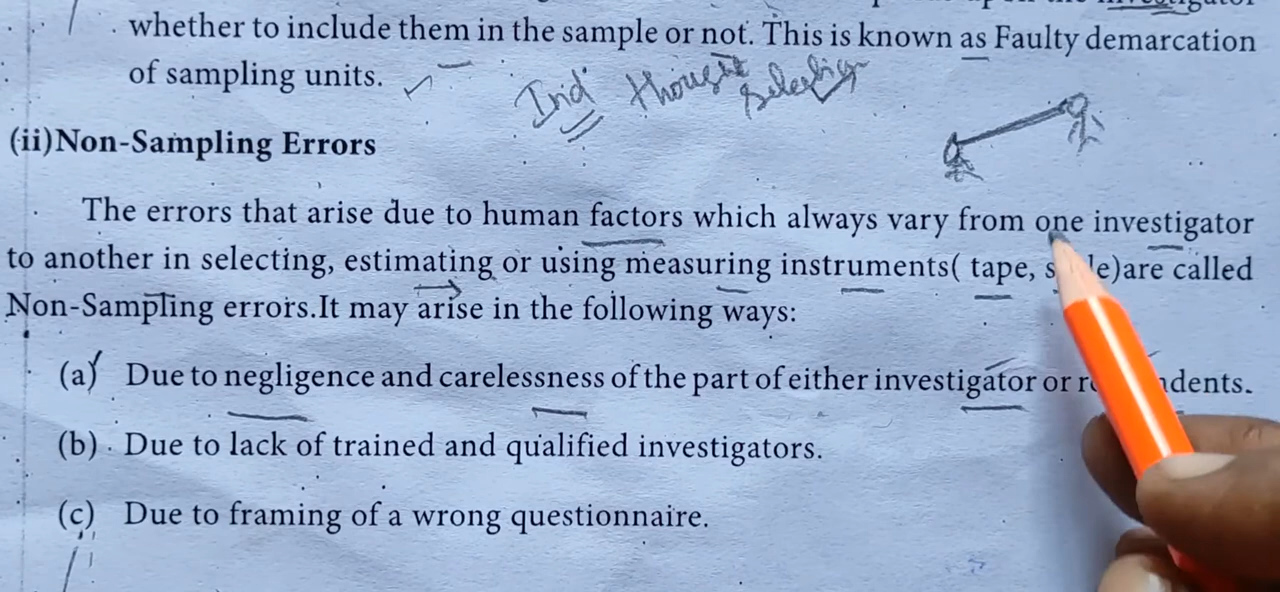 whether to include them in the sample or not. This is known as Faulty demarcation
of sampling units.
Ind thought
Selection
(ii)Non-Sampling Errors
The errors that arise due to human factors which always vary from one investigator
to another in selecting, estimating or using measuring instruments( tape, s le)are called
Non-Sampling errors.It may arise in the following ways:
(a) Due to negligence and carelessness of the part of either investigator or r dents.
(b) Due to lack of trained and qualified investigators.
(c) Due to framing of a wrong questionnaire.